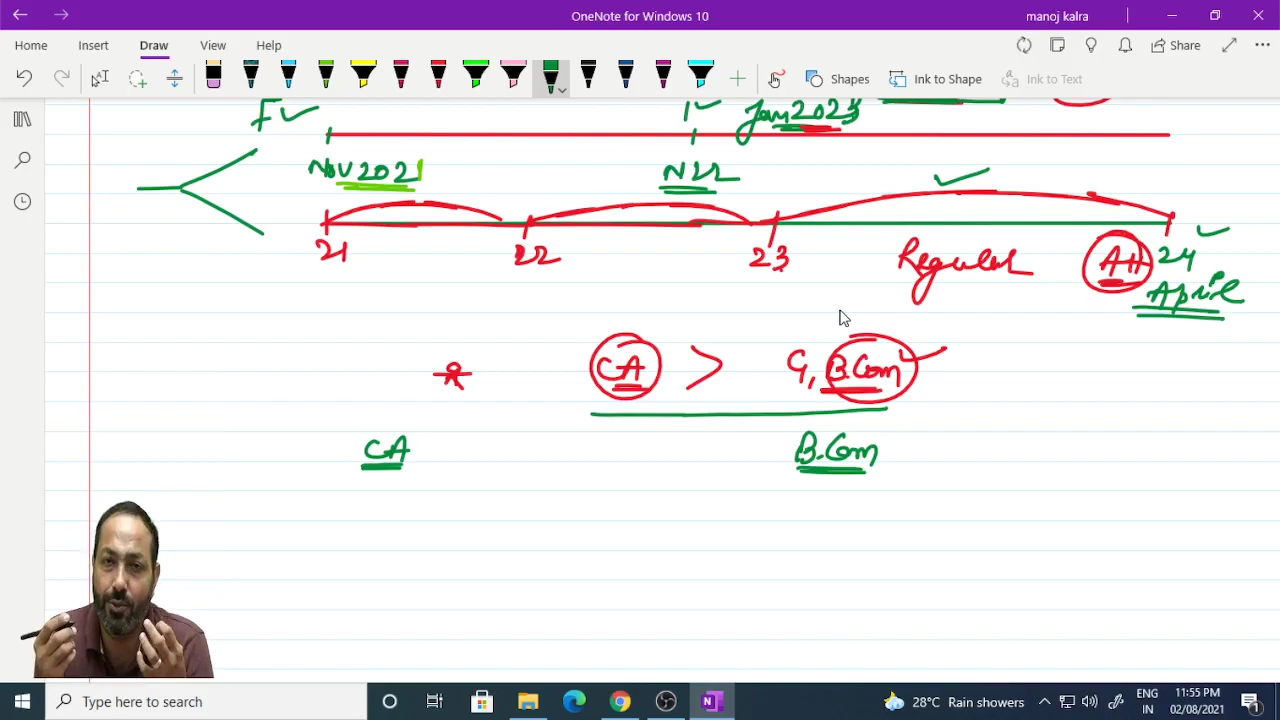 OneNote for Windows 10
manoj kalra
Home Insert Draw View Help
Share
Shapes Ink to Shape Ink to Text
F
1 Jan 2023
Nov 2021 N22
21 22 23 Regular 24
April
CA > G, B.Com
CA B.Com
Type here to search
28°C Rain showers
ENG
IN
11:55 PM
02/08/2021
1